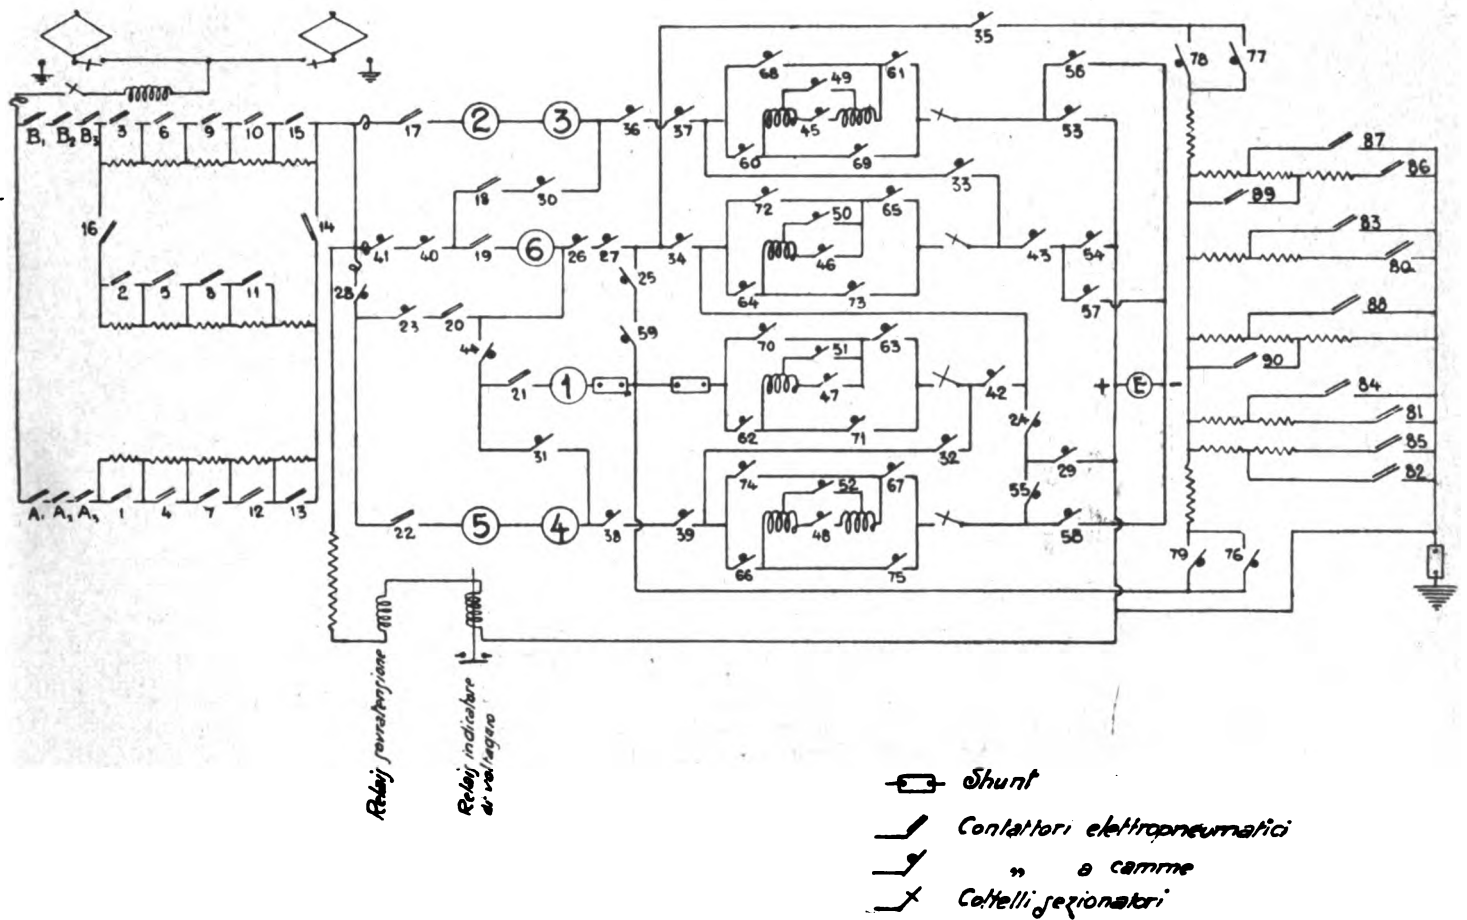 35
78 77
68 49 61 56
B₁ B₂ B₃ 3 6 9 10 15
17 2 3 36 37 45 53
87
60 69 86
33
18 30 89
72 50 65
16 14 83
41 40 19 6 26 27 34 46 43 54
80
2 5 8 11 28 25 64 73 57
23 20 88
59
44 70 51 63
90
21 1 47 42 + E - 84
24 81
62 71
31 32 85
29
74 52 67 82
A₁ A₂ A₃ 1 4 7 12 13 55
22 5 4 38 39 48 58
66 75 79 76
Relais sovratensione
Relais indicatore
di voltaggio
Shunt
Contattori elettropneumatici
„ a camme
Coltelli sezionatori